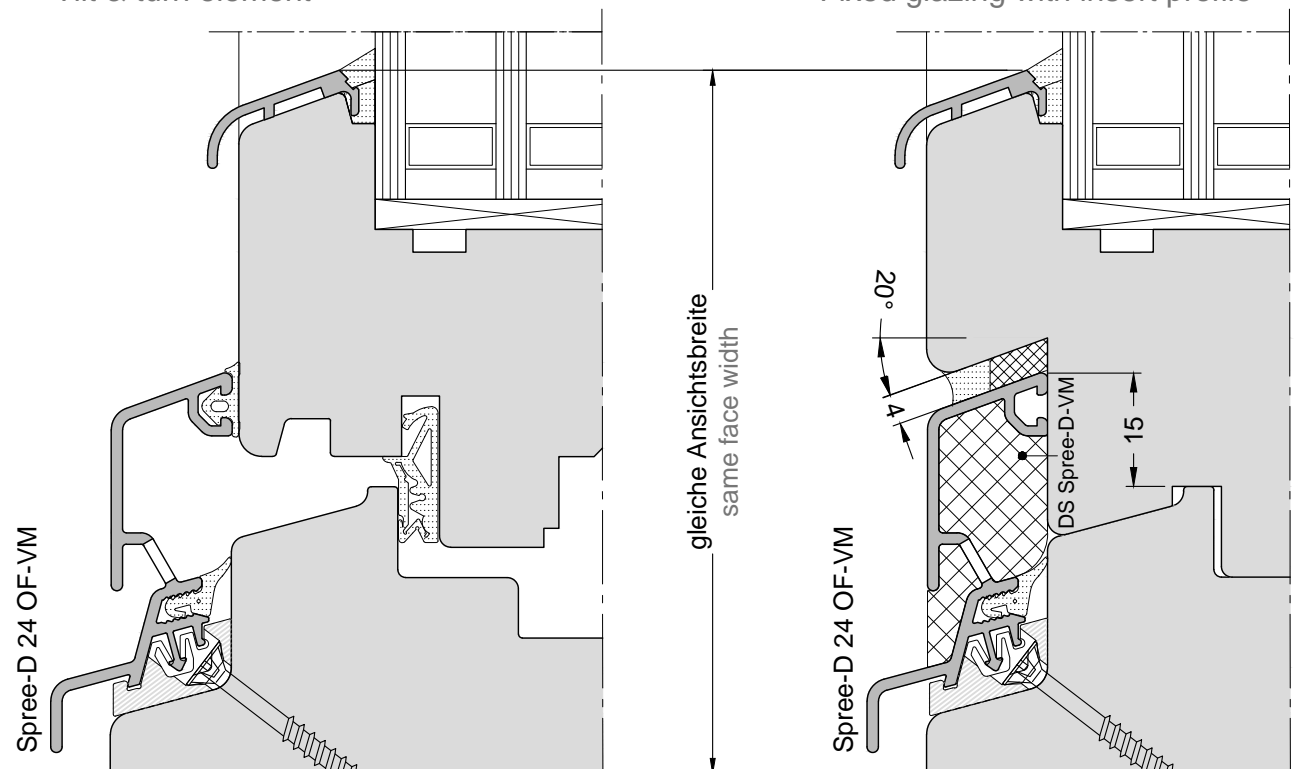 Tilt & turn element
Fixed glazing with insert profile
gleiche Ansichtsbreite
same face width
20°
4
15
DS Spree-D-VM
Spree-D 24 OF-VM
Spree-D 24 OF-VM